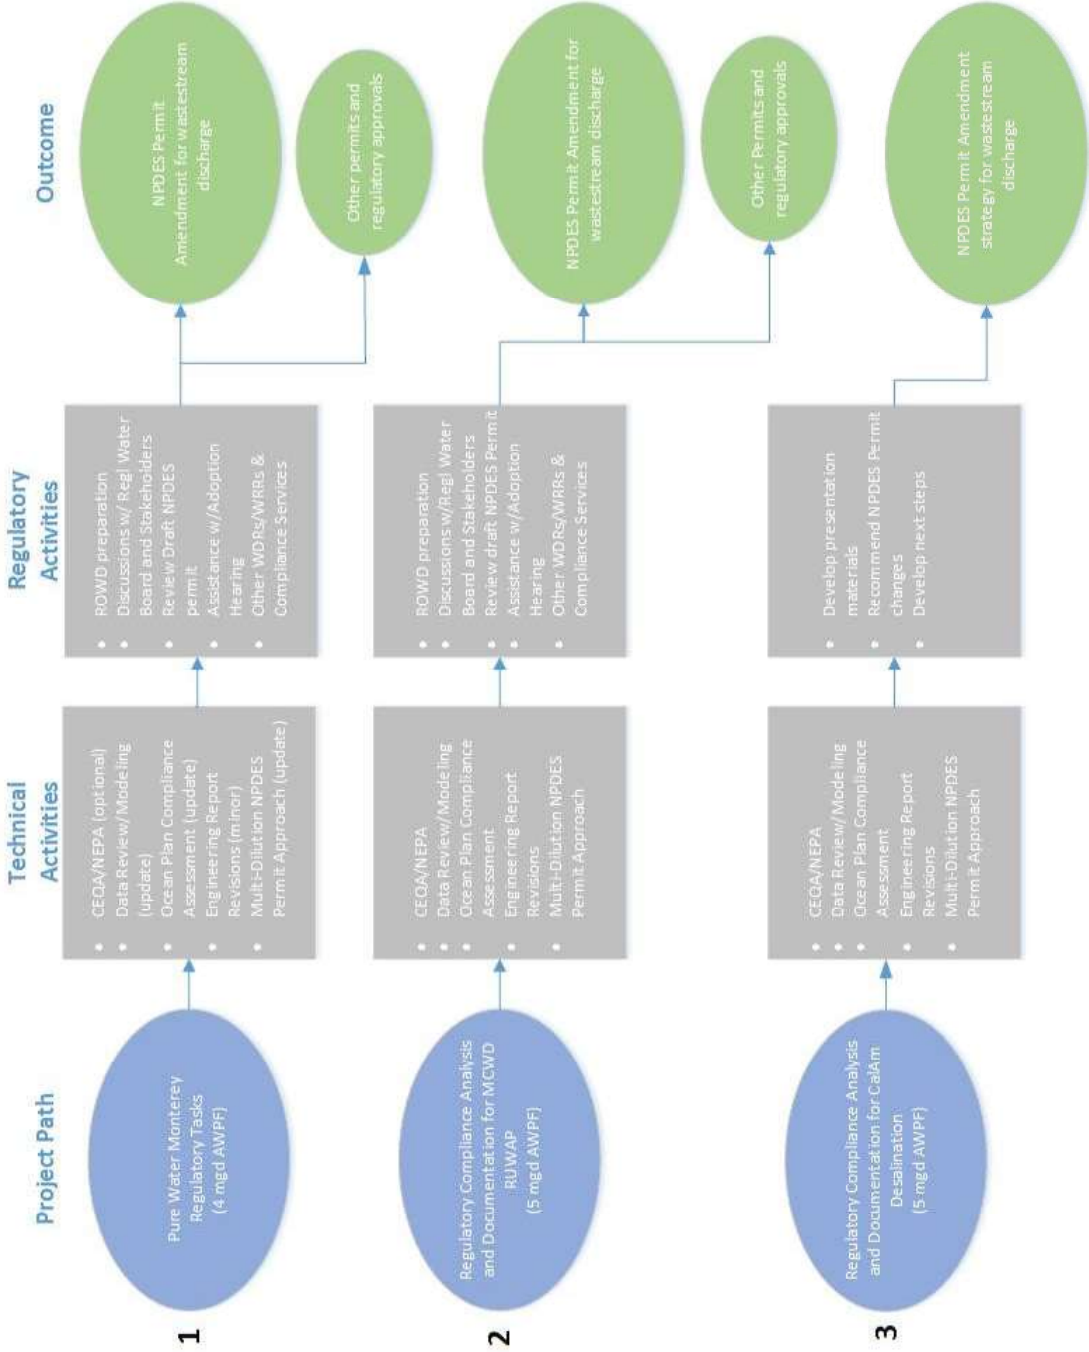 Project Path
Technical
Activities
Regulatory
Activities
Outcome
1
Pure Water Monterey
Regulatory Tasks
(4 mgd AWPF)
• CEQA/NEPA (optional)
• Data Review/Modeling
(update)
• Ocean Plan Compliance
Assessment (update)
• Engineering Report
Revisions (minor)
• Multi-Dilution NPDES
Permit Approach (update)
• ROWD preparation
• Discussions w/ Regl Water
Board and Stakeholders
• Review Draft NPDES
permit
• Assistance w/Adoption
Hearing
• Other WDRs/WRRs &
Compliance Services
NPDES Permit
Amendment for wastestream
discharge
Other permits and
regulatory approvals
2
Regulatory Compliance Analysis
and Documentation for MCWD
RUWAP
(5 mgd AWPF)
• CEQA/NEPA
• Data Review/Modeling
• Ocean Plan Compliance
Assessment
• Engineering Report
Revisions
• Multi-Dilution NPDES
Permit Approach
• ROWD preparation
• Discussions w/Regl Water
Board and Stakeholders
• Review draft NPDES Permit
• Assistance w/Adoption
Hearing
• Other WDRs/WRRs &
Compliance Services
NPDES Permit Amendment for
wastestream discharge
Other Permits and
regulatory approvals
3
Regulatory Compliance Analysis
and Documentation for CalAm
Desalination
(5 mgd AWPF)
• CEQA/NEPA
• Data Review/Modeling
• Ocean Plan Compliance
Assessment
• Engineering Report
Revisions
• Multi-Dilution NPDES
Permit Approach
• Develop presentation
materials
• Recommend NPDES Permit
changes
• Develop next steps
NPDES Permit Amendment
strategy for wastestream
discharge